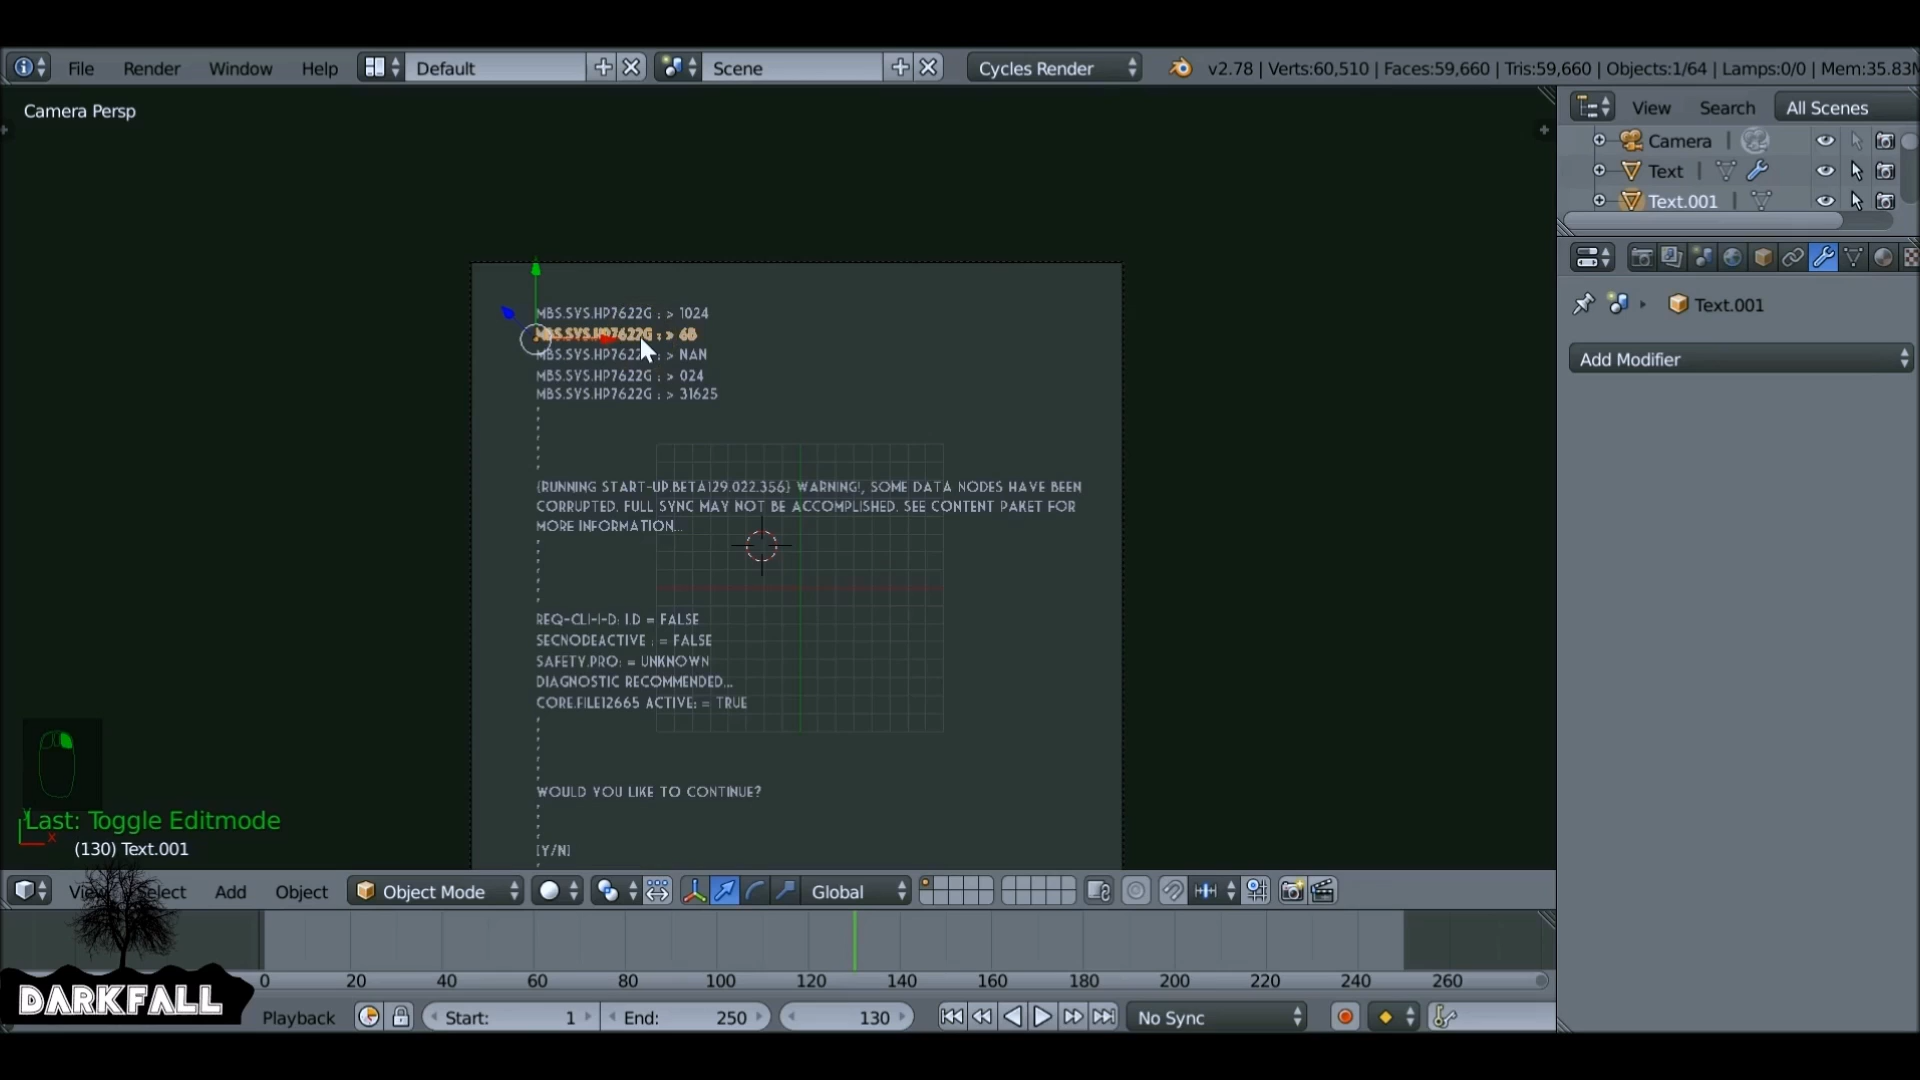 File Render Window Help Default Scene Cycles Render v2.78 | Verts:60,510 | Faces:59,660 | Tris:59,660 | Objects:1/64 | Lamps:0/0 | Mem:35.83
Camera Persp
View Search All Scenes
Camera
Text
Text.001
Text.001
Add Modifier
MBS.SYS.HP7622G : > 1024
MBS.SYS.HP7622G : > 6B
MBS.SYS.HP7622G : > NAN
MBS.SYS.HP7622G : > 024
MBS.SYS.HP7622G : > 31625
{RUNNING START-UP.BETA129.022.356} WARNING!, SOME DATA NODES HAVE BEEN
CORRUPTED. FULL SYNC MAY NOT BE ACCOMPLISHED. SEE CONTENT PAKET FOR
MORE INFORMATION...
REQ-CLI-I-D: I.D = FALSE
SECNODEACTIVE : = FALSE
SAFETY.PRO: = UNKNOWN
DIAGNOSTIC RECOMMENDED...
CORE.FILE12665 ACTIVE: = TRUE
WOULD YOU LIKE TO CONTINUE?
[Y/N]
Last: Toggle Editmode
(130) Text.001
View Select Add Object Object Mode Global
0 20 40 60 80 100 120 140 160 180 200 220 240 260
DARKFALL
Playback Start: 1 End: 250 130 No Sync